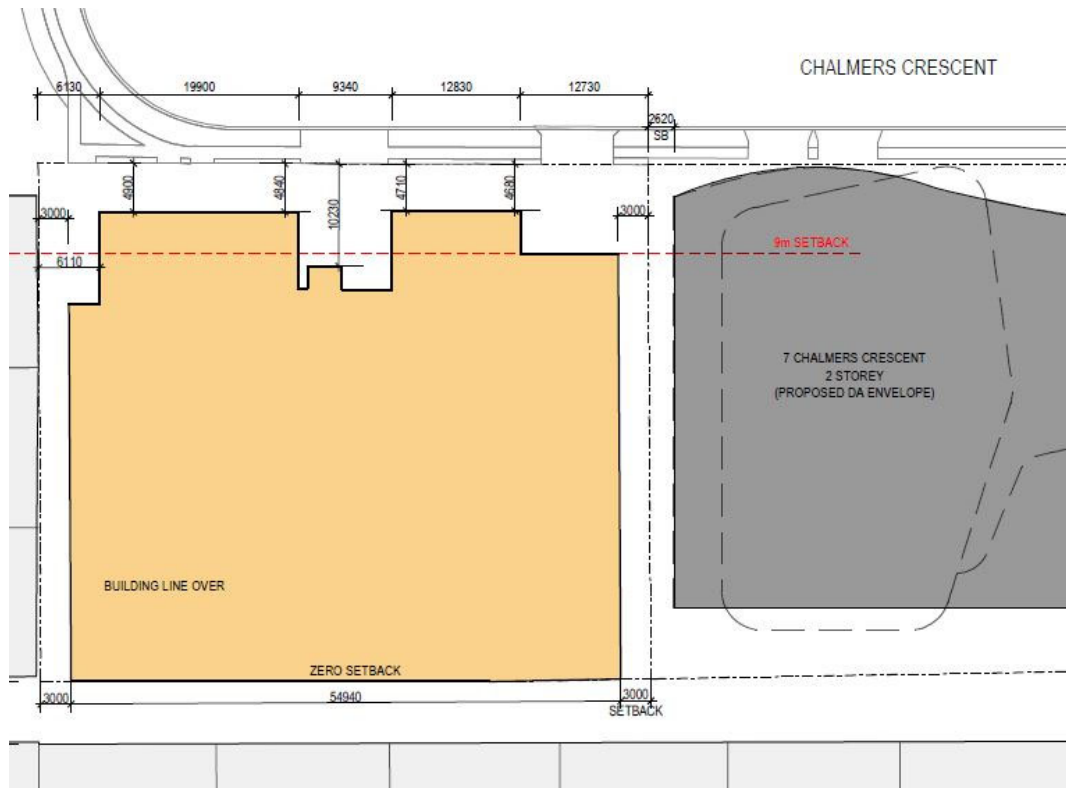 CHALMERS CRESCENT
6130
19900
9340
12830
12730
2620
SB
4900
4840
10230
4710
4680
3000
3000
9m SETBACK
6110
7 CHALMERS CRESCENT
2 STOREY
(PROPOSED DA ENVELOPE)
BUILDING LINE OVER
ZERO SETBACK
3000
54940
3000
SETBACK